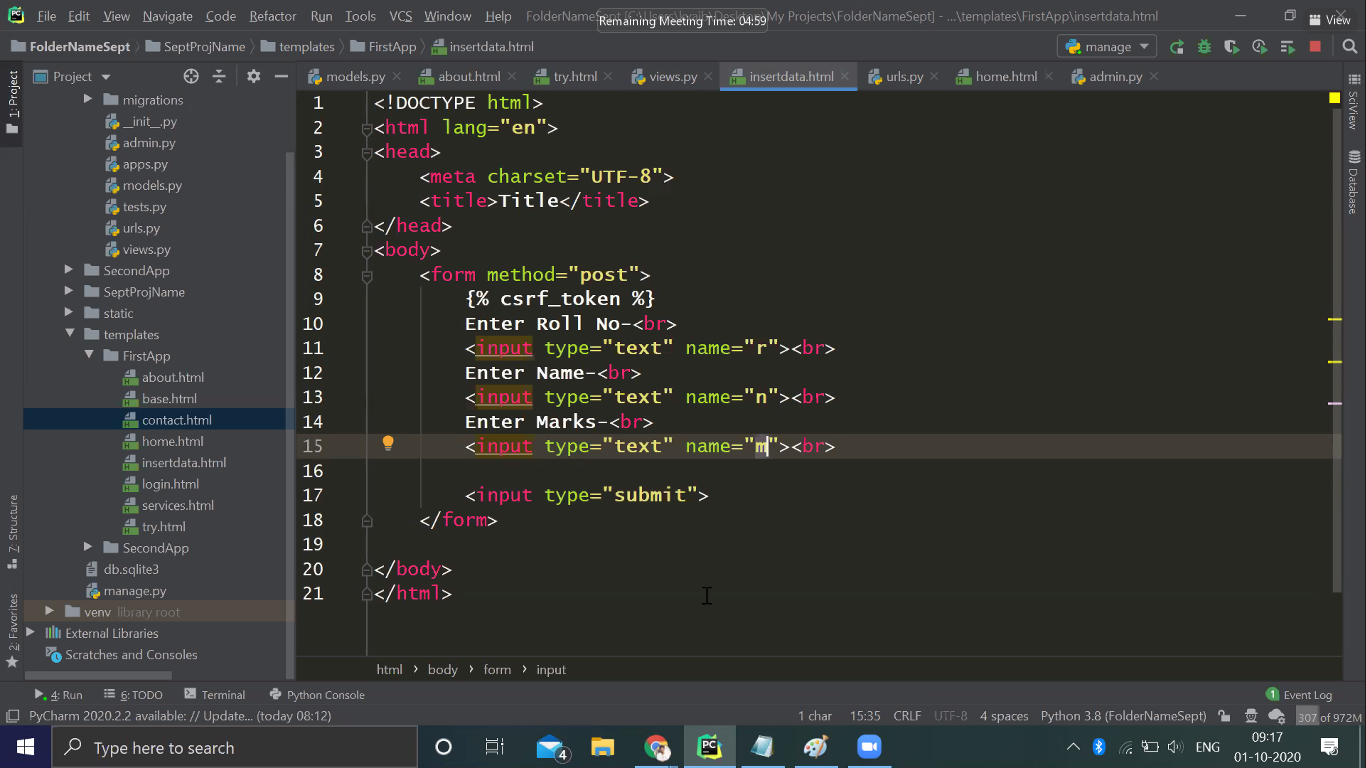 File Edit View Navigate Code Refactor Run Tools VCS Window Help FolderNameSept [C:\Users\
Desktop\My Projects\FolderNameSept] - ...\templates\FirstApp\insertdata.html
Remaining Meeting Time: 04:59
View
FolderNameSept SeptProjName templates FirstApp insertdata.html manage
Project models.py about.html try.html views.py insertdata.html urls.py home.html admin.py
1: Project
migrations
__init__.py
admin.py
apps.py
models.py
tests.py
urls.py
views.py
SecondApp
SeptProjName
static
templates
FirstApp
about.html
base.html
contact.html
home.html
insertdata.html
login.html
services.html
try.html
SecondApp
db.sqlite3
manage.py
venv library root
External Libraries
Scratches and Consoles
7: Structure
2: Favorites
1 <!DOCTYPE html>
2 <html lang="en">
3 <head>
4 <meta charset="UTF-8">
5 <title>Title</title>
6 </head>
7 <body>
8 <form method="post">
9 {% csrf_token %}
10 Enter Roll No-<br>
11 <input type="text" name="r"><br>
12 Enter Name-<br>
13 <input type="text" name="n"><br>
14 Enter Marks-<br>
15 <input type="text" name="m"><br>
16
17 <input type="submit">
18 </form>
19
20 </body>
21 </html>
SciView
Database
html body form input
4: Run 6: TODO Terminal Python Console 1 Event Log
PyCharm 2020.2.2 available: // Update... (today 08:12) 1 char 15:35 CRLF UTF-8 4 spaces Python 3.8 (FolderNameSept) 307 of 972M
Type here to search 4 ENG 09:17
01-10-2020